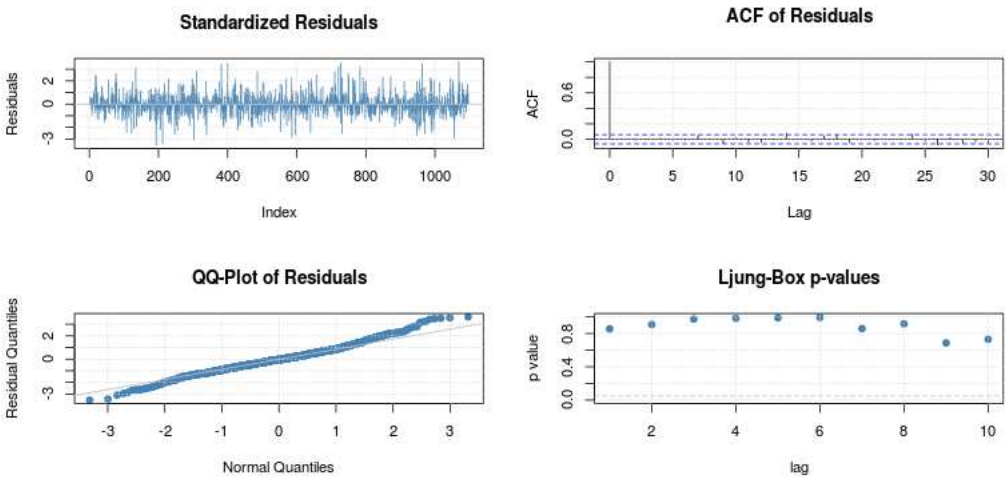 Standardized Residuals
Residuals
2
0
-3
0 200 400 600 800 1000
Index
ACF of Residuals
ACF
0.6
0.0
0 5 10 15 20 25 30
Lag
QQ-Plot of Residuals
Residual Quantiles
2
0
-3
-3 -2 -1 0 1 2 3
Normal Quantiles
Ljung-Box p-values
p value
0.8
0.4
0.0
2 4 6 8 10
lag